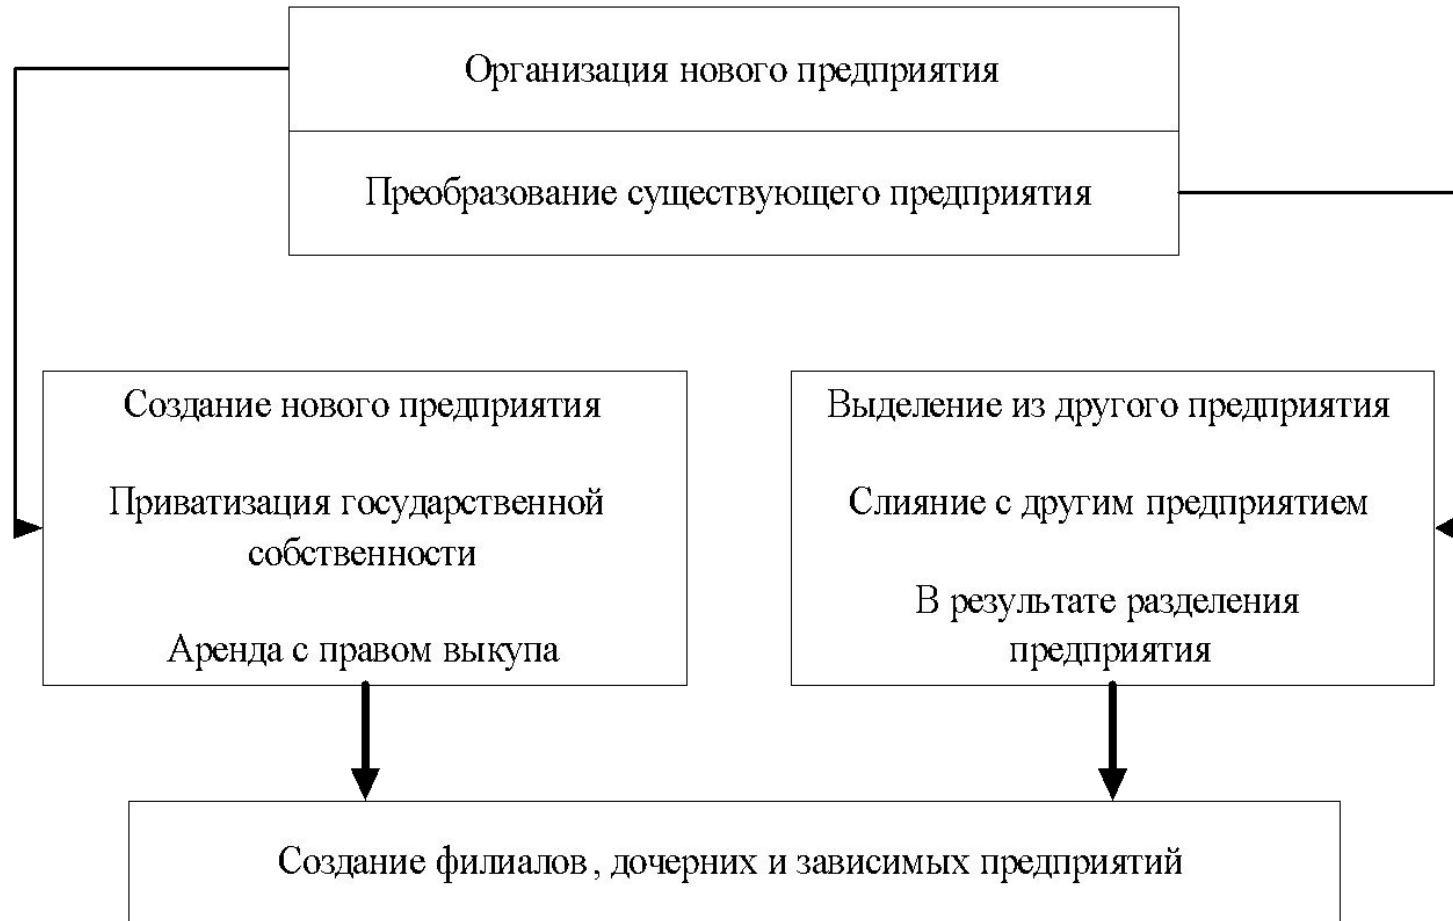 Организация нового предприятия
Преобразование существующего предприятия
Создание нового предприятия
Приватизация государственной
собственности
Аренда с правом выкупа
Выделение из другого предприятия
Слияние с другим предприятием
В результате разделения
предприятия
Создание филиалов, дочерних и зависимых предприятий